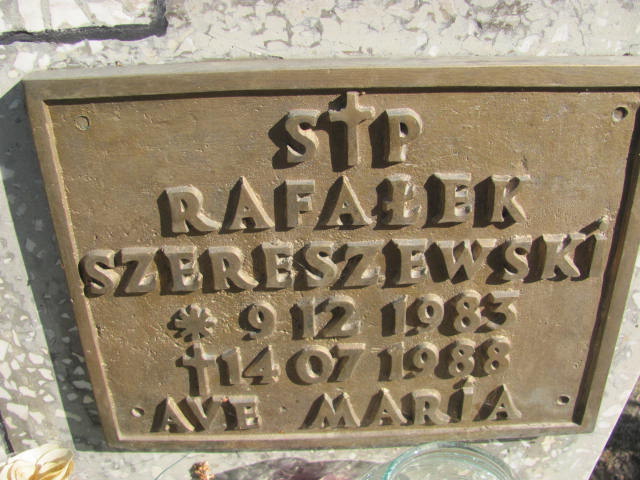 S✝P
RAFAŁEK
SZERESZEWSKI
* 9 12 1983
✝ 14 07 1988
AVE MARIA